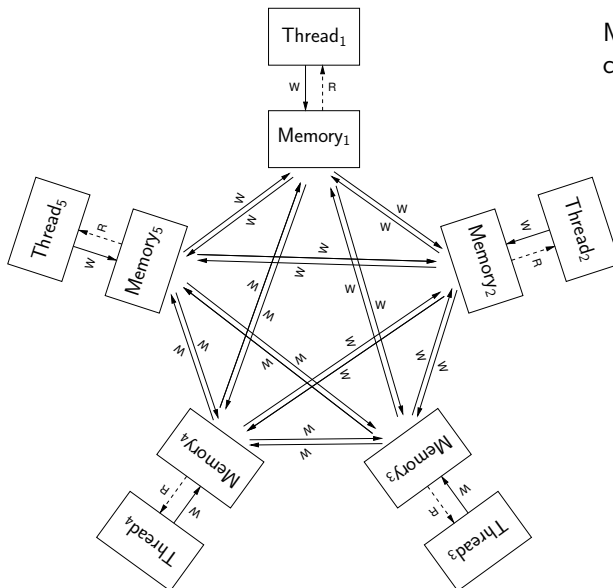 Thread₁
W R
Memory₁
M
c
W W
W W
Thread₅
R
W
Memory₅
Memory₂
W
R
Thread₂
W
W
W W
W W
W W
W W
W W
W W
W W
W
W
Memory₄
R
W
Thread₄
Memory₃
W
R
Thread₃